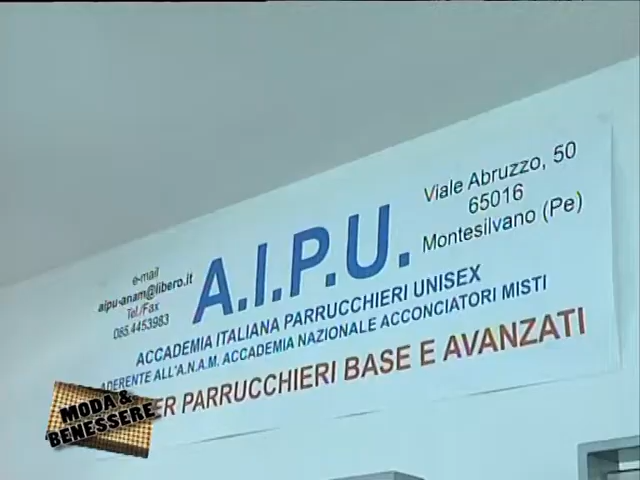 e-mail
aipu-anam@libero.it
Tel./Fax
085.4453983
A.I.P.U.
Viale Abruzzo, 50
65016
Montesilvano (Pe)
ACCADEMIA ITALIANA PARRUCCHIERI UNISEX
ADERENTE ALL'A.N.A.M. ACCADEMIA NAZIONALE ACCONCIATORI MISTI
PARRUCCHIERI BASE E AVANZATI
MODA &
BENESSERE